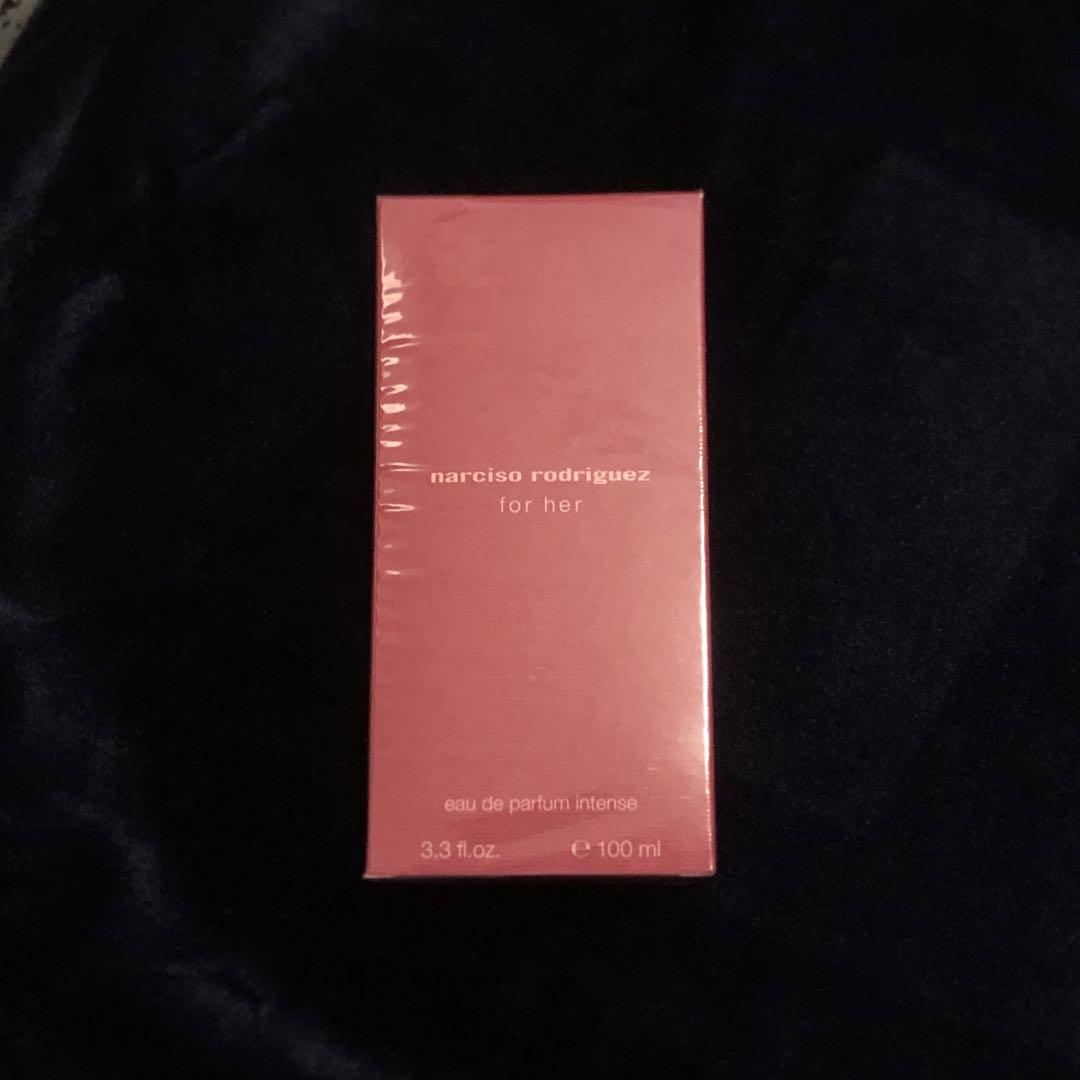 narciso rodriguez
for her
eau de parfum intense
3.3 fl.oz. ℮ 100 ml